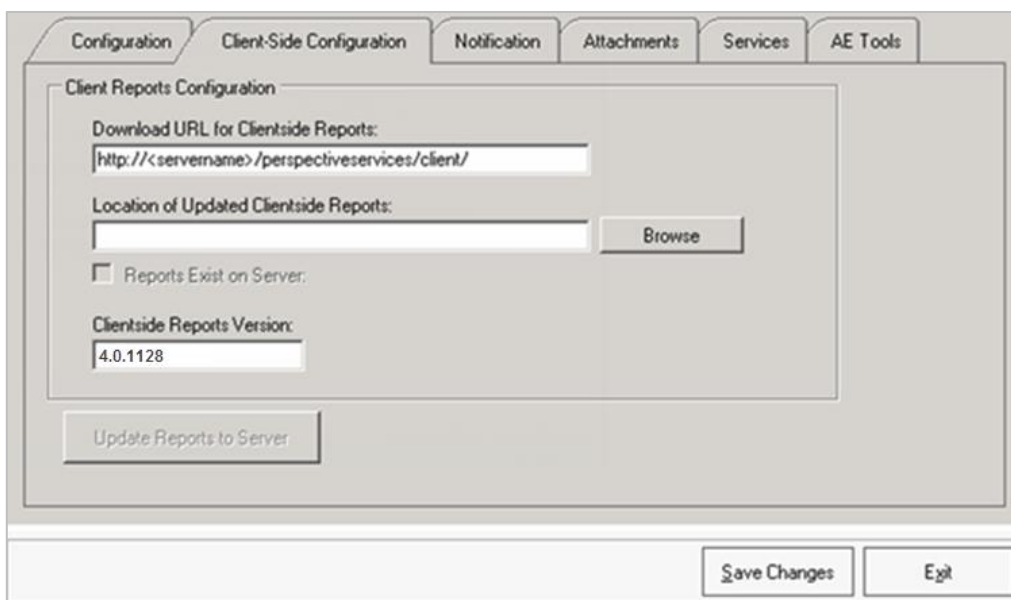 Configuration Client-Side Configuration Notification Attachments Services AE Tools
Client Reports Configuration
Download URL for Clientside Reports:
http://<servername>/perspectiveservices/client/
Location of Updated Clientside Reports:
Browse
Reports Exist on Server:
Clientside Reports Version:
4.0.1128
Update Reports to Server
Save Changes Exit